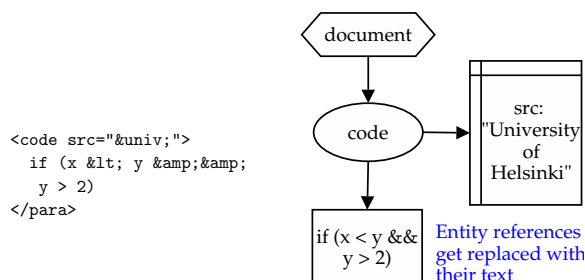 <code src="&univ;">
if (x &lt; y &amp;&amp;
y > 2)
</para>
document
code
src:
"University
of
Helsinki"
if (x < y &&
y > 2)
Entity references
get replaced with
their text